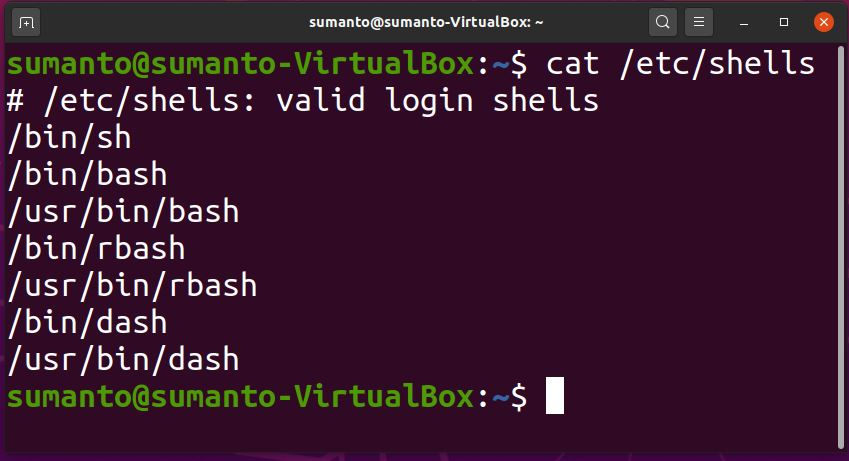 sumanto@sumanto-VirtualBox: ~
sumanto@sumanto-VirtualBox:~$ cat /etc/shells
# /etc/shells: valid login shells
/bin/sh
/bin/bash
/usr/bin/bash
/bin/rbash
/usr/bin/rbash
/bin/dash
/usr/bin/dash
sumanto@sumanto-VirtualBox:~$